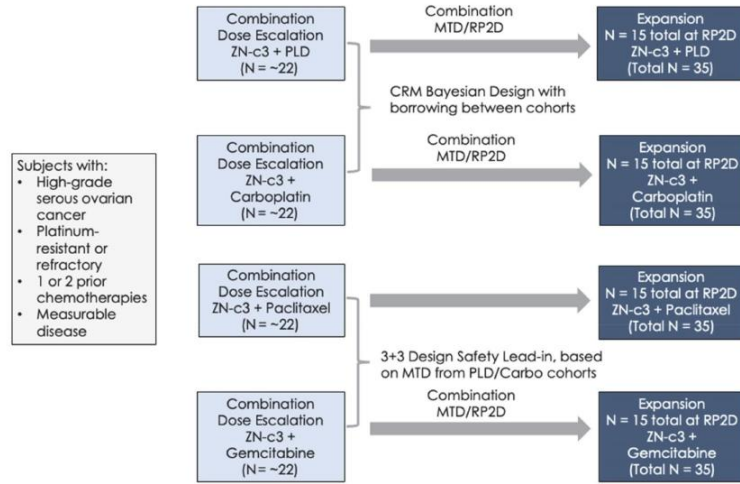 Subjects with:
• High-grade
serous ovarian
cancer
• Platinum-
resistant or
refractory
• 1 or 2 prior
chemotherapies
• Measurable
disease
Combination
Dose Escalation
ZN-c3 + PLD
(N = ~22)
Combination
MTD/RP2D
Expansion
N = 15 total at RP2D
ZN-c3 + PLD
(Total N = 35)
CRM Bayesian Design with
borrowing between cohorts
Combination
Dose Escalation
ZN-c3 +
Carboplatin
(N = ~22)
Combination
MTD/RP2D
Expansion
N = 15 total at RP2D
ZN-c3 +
Carboplatin
(Total N = 35)
Combination
Dose Escalation
ZN-c3 + Paclitaxel
(N = ~22)
Expansion
N = 15 total at RP2D
ZN-c3 + Paclitaxel
(Total N = 35)
3+3 Design Safety Lead-in, based
on MTD from PLD/Carbo cohorts
Combination
Dose Escalation
ZN-c3 +
Gemcitabine
(N = ~22)
Combination
MTD/RP2D
Expansion
N = 15 total at RP2D
ZN-c3 +
Gemcitabine
(Total N = 35)